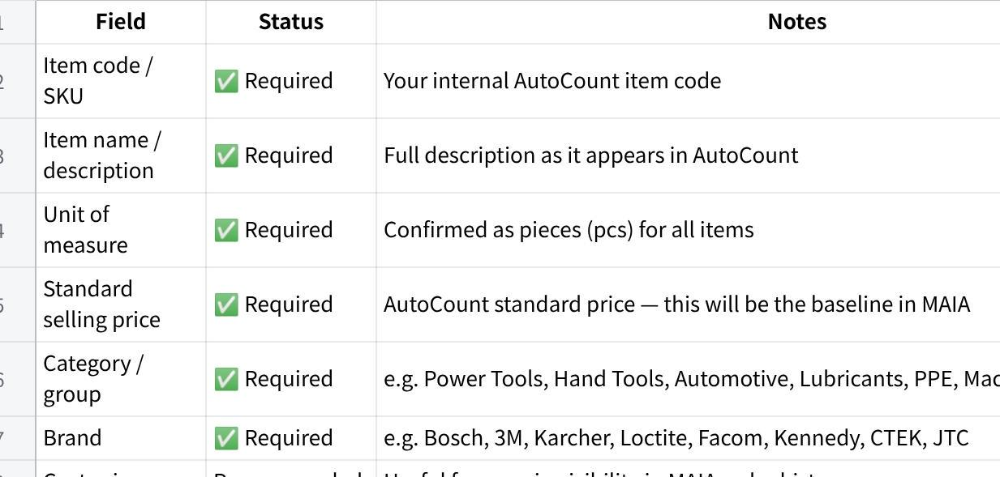 Field Status Notes
Item code /
SKU
✅ Required
Your internal AutoCount item code
Item name /
description
✅ Required
Full description as it appears in AutoCount
Unit of
measure
✅ Required
Confirmed as pieces (pcs) for all items
Standard
selling price
✅ Required
AutoCount standard price — this will be the baseline in MAIA
Category /
group
✅ Required
e.g. Power Tools, Hand Tools, Automotive, Lubricants, PPE,
Brand
✅ Required
e.g. Bosch, 3M, Karcher, Loctite, Facom, Kennedy, CTEK, JTC